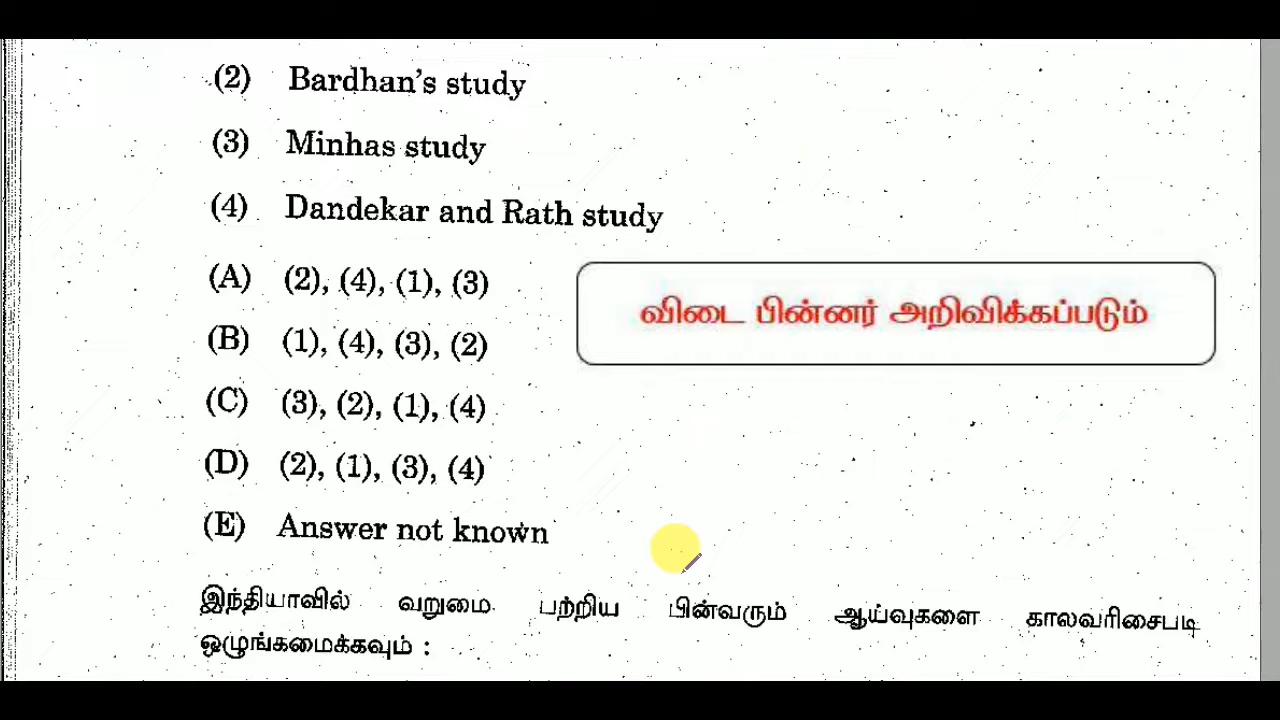 (2) Bardhan's study
(3) Minhas study
(4) Dandekar and Rath study
(A) (2), (4), (1), (3)
விடை பின்னர் அறிவிக்கப்படும்
(B) (1), (4), (3), (2)
(C) (3), (2), (1), (4)
(D) (2), (1), (3), (4)
(E) Answer not known
இந்தியாவில் வறுமை பற்றிய பின்வரும் ஆய்வுகளை காலவரிசைபடி
ஒழுங்கமைக்கவும் :